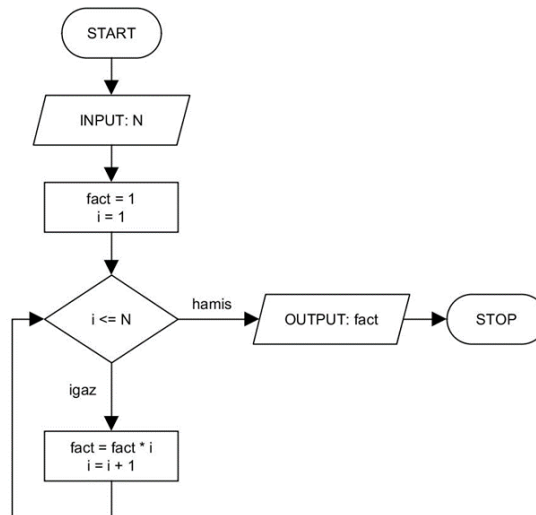 START
INPUT: N
fact = 1
i = 1
i <= N
hamis
OUTPUT: fact
STOP
igaz
fact = fact * i
i = i + 1